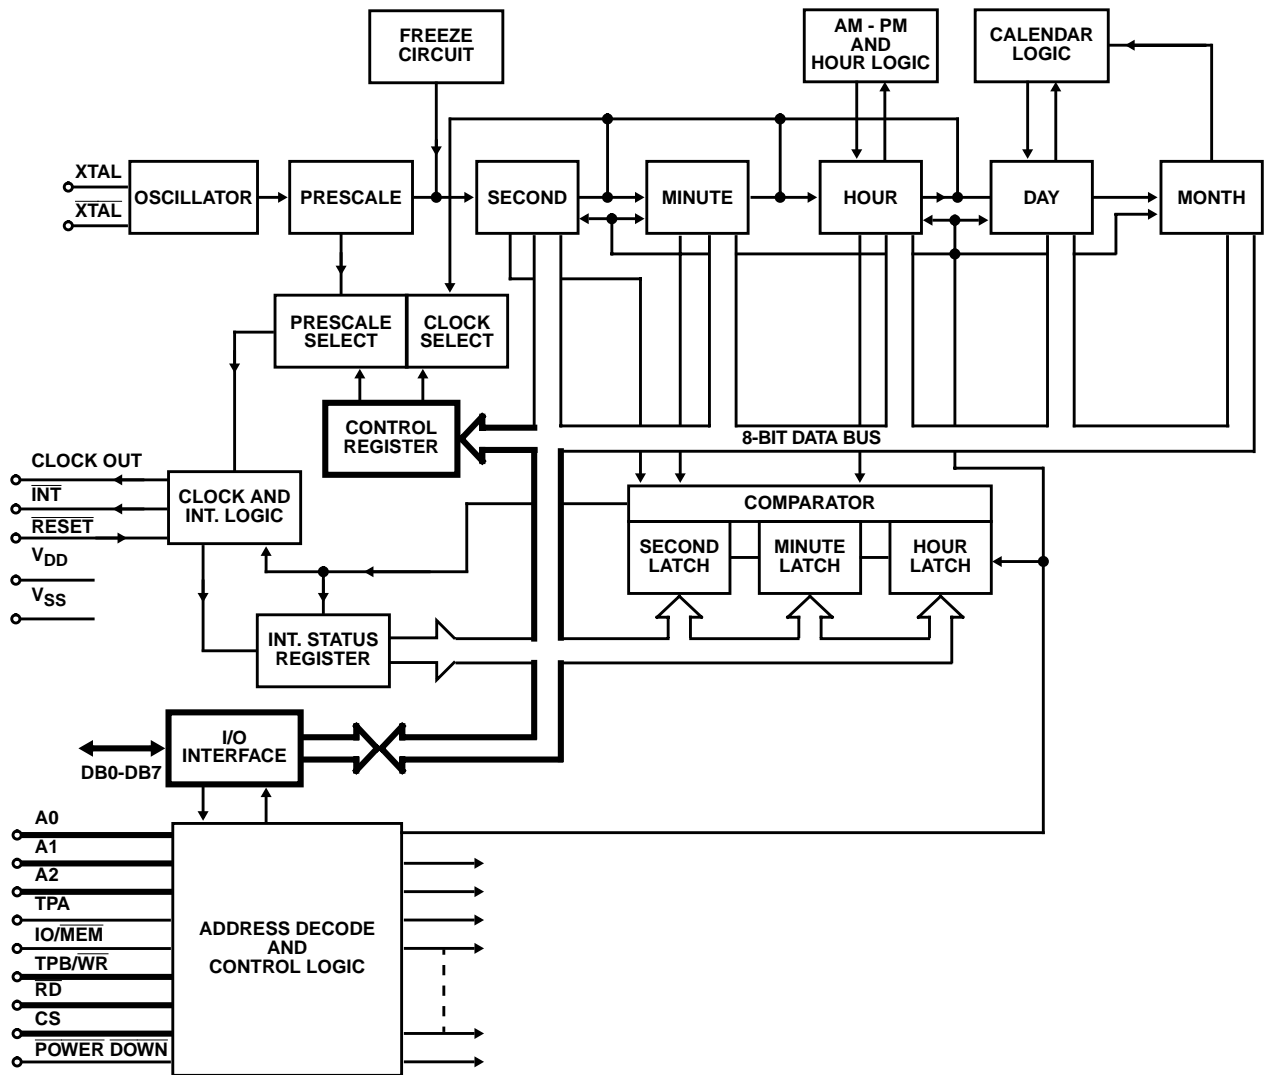 FREEZE
CIRCUIT
AM - PM
AND
HOUR LOGIC
CALENDAR
LOGIC
XTAL
XTAL
OSCILLATOR
PRESCALE
SECOND
MINUTE
HOUR
DAY
MONTH
PRESCALE
SELECT
CLOCK
SELECT
CONTROL
REGISTER
8-BIT DATA BUS
CLOCK OUT
INT
RESET
VDD
VSS
CLOCK AND
INT. LOGIC
COMPARATOR
SECOND
LATCH
MINUTE
LATCH
HOUR
LATCH
INT. STATUS
REGISTER
I/O
INTERFACE
DB0-DB7
A0
A1
A2
TPA
IO/MEM
TPB/WR
RD
CS
POWER DOWN
ADDRESS DECODE
AND
CONTROL LOGIC